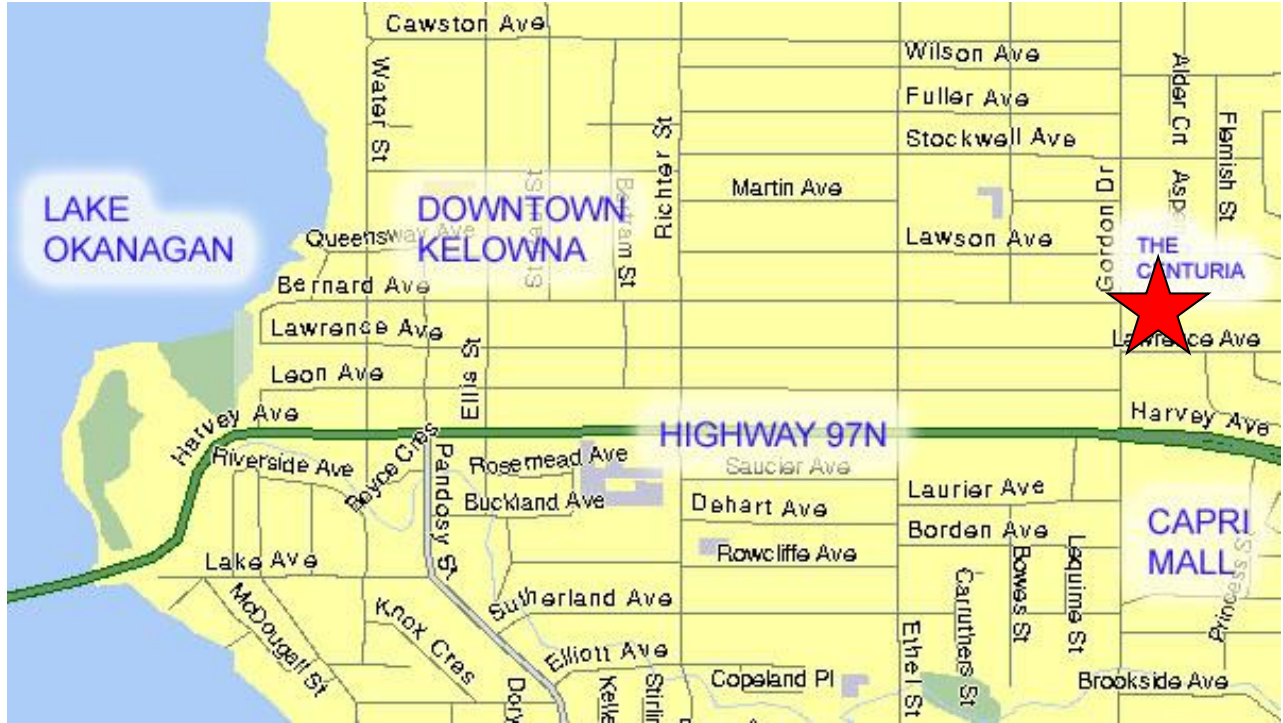 Cawston Ave
Wilson Ave
Water St
Alder Crt
Fuller Ave
Flemish St
Stockwell Ave
Richter St
Martin Ave
Gordon Dr
LAKE
OKANAGAN
DOWNTOWN
KELOWNA
Bertram St
Queensway Ave
Lawson Ave
THE
CENTURIA
Bernard Ave
Lawrence Ave
Lawrence Ave
Ellis St
Leon Ave
Harvey Ave
Harvey Ave
HIGHWAY 97N
Riverside Ave
Boyce Cres
Pandosy St
Rosemead Ave
Saucier Ave
Buckland Ave
Dehart Ave
Laurier Ave
CAPRI
MALL
Borden Ave
Rowcliffe Ave
Lake Ave
McDougall St
Knox Cres
Sutherland Ave
Carruthers St
Bowes St
Lequime St
Princess St
Elliott Ave
Ethel St
Copeland Pl
Brookside Ave